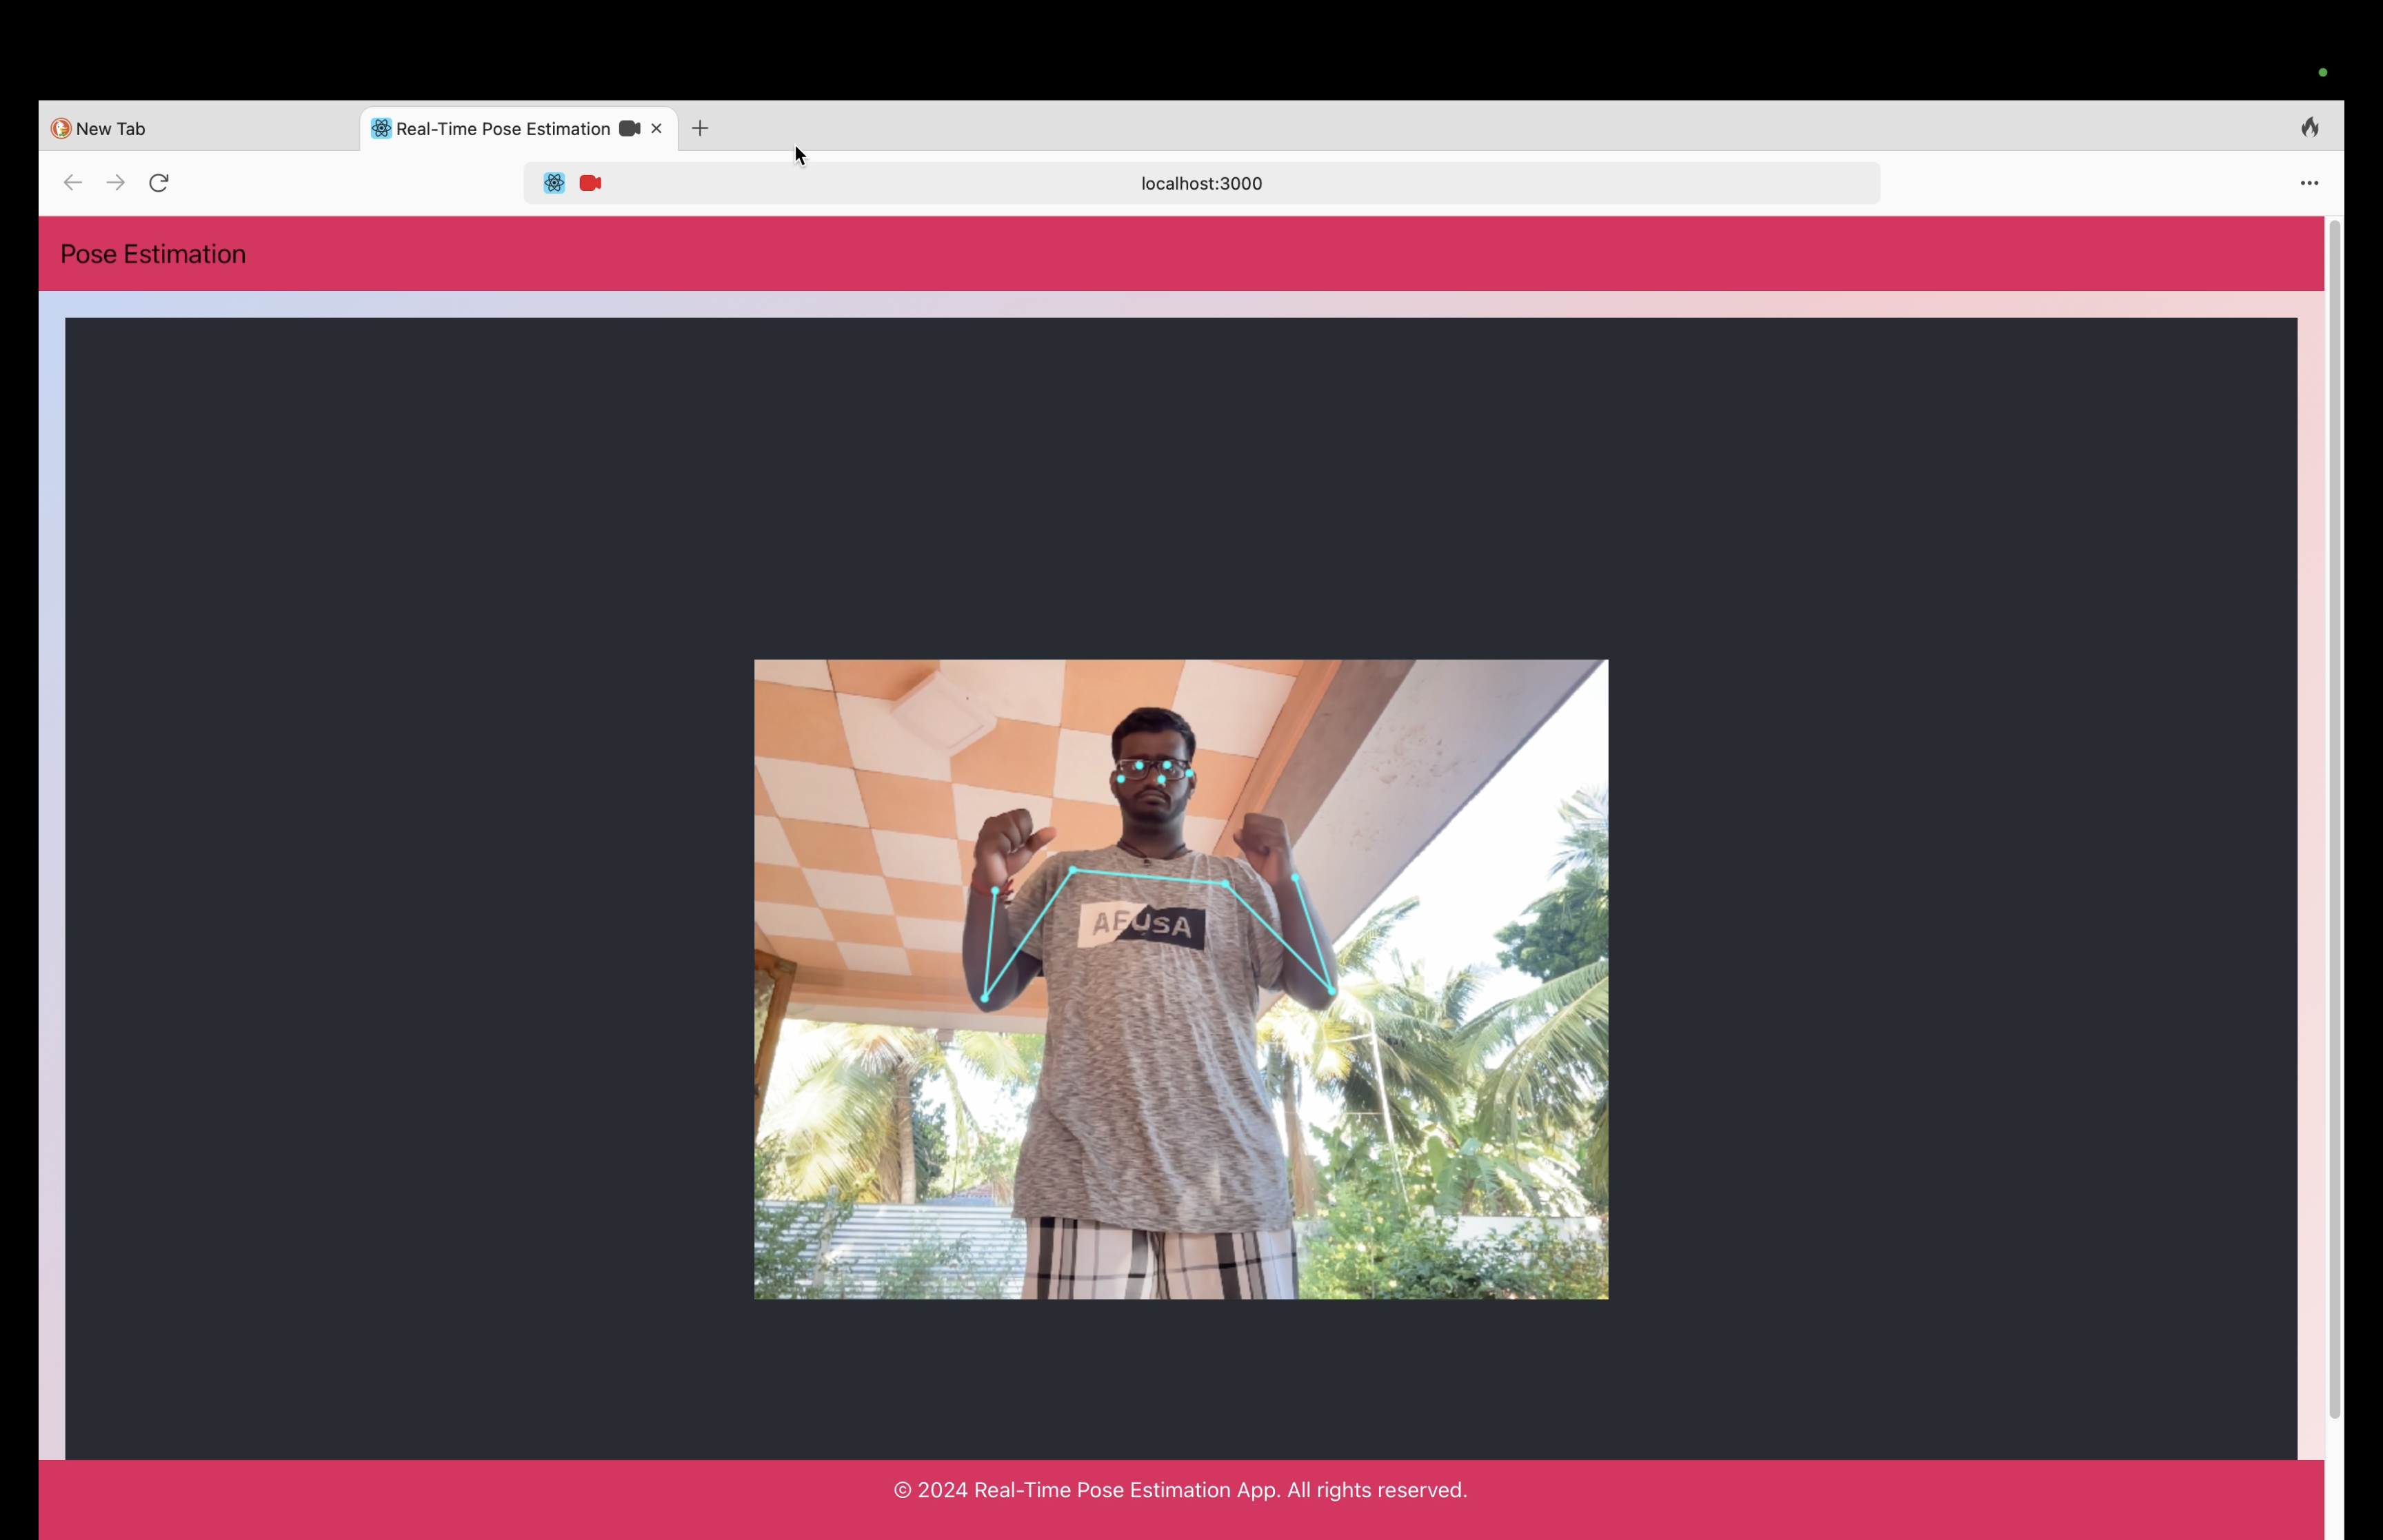 New Tab
Real-Time Pose Estimation
localhost:3000
Pose Estimation
AEUSA
© 2024 Real-Time Pose Estimation App. All rights reserved.